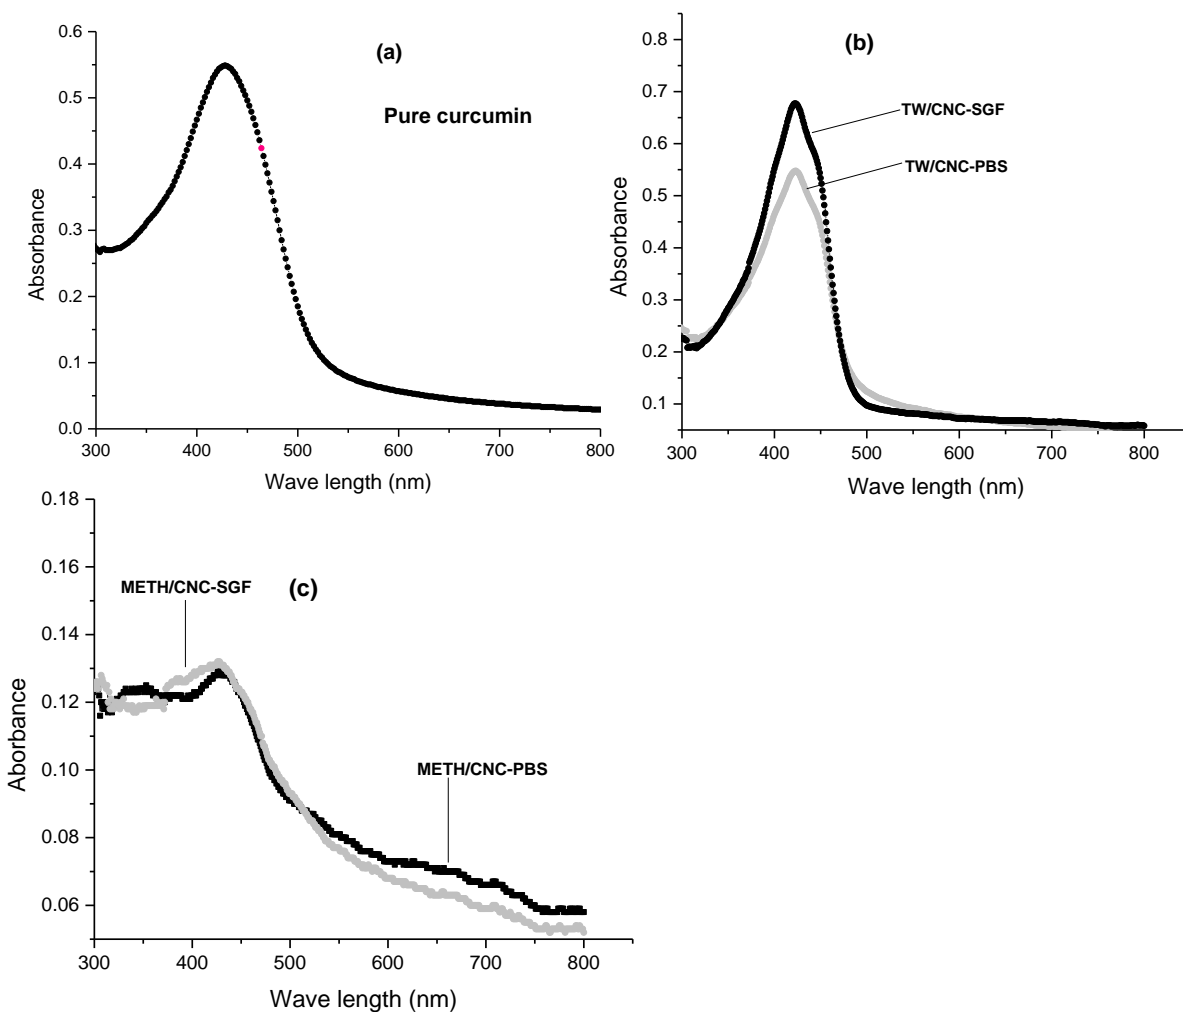 (a)
Pure curcumin
0.6
0.5
0.4
0.3
0.2
0.1
0.0
Absorbance
300 400 500 600 700 800
Wave length (nm)
(b)
TW/CNC-SGF
TW/CNC-PBS
0.8
0.7
0.6
0.5
0.4
0.3
0.2
0.1
Absorbance
300 400 500 600 700 800
Wave length (nm)
(c)
METH/CNC-SGF
METH/CNC-PBS
0.18
0.16
0.14
0.12
0.10
0.08
0.06
Aborbance
300 400 500 600 700 800
Wave length (nm)